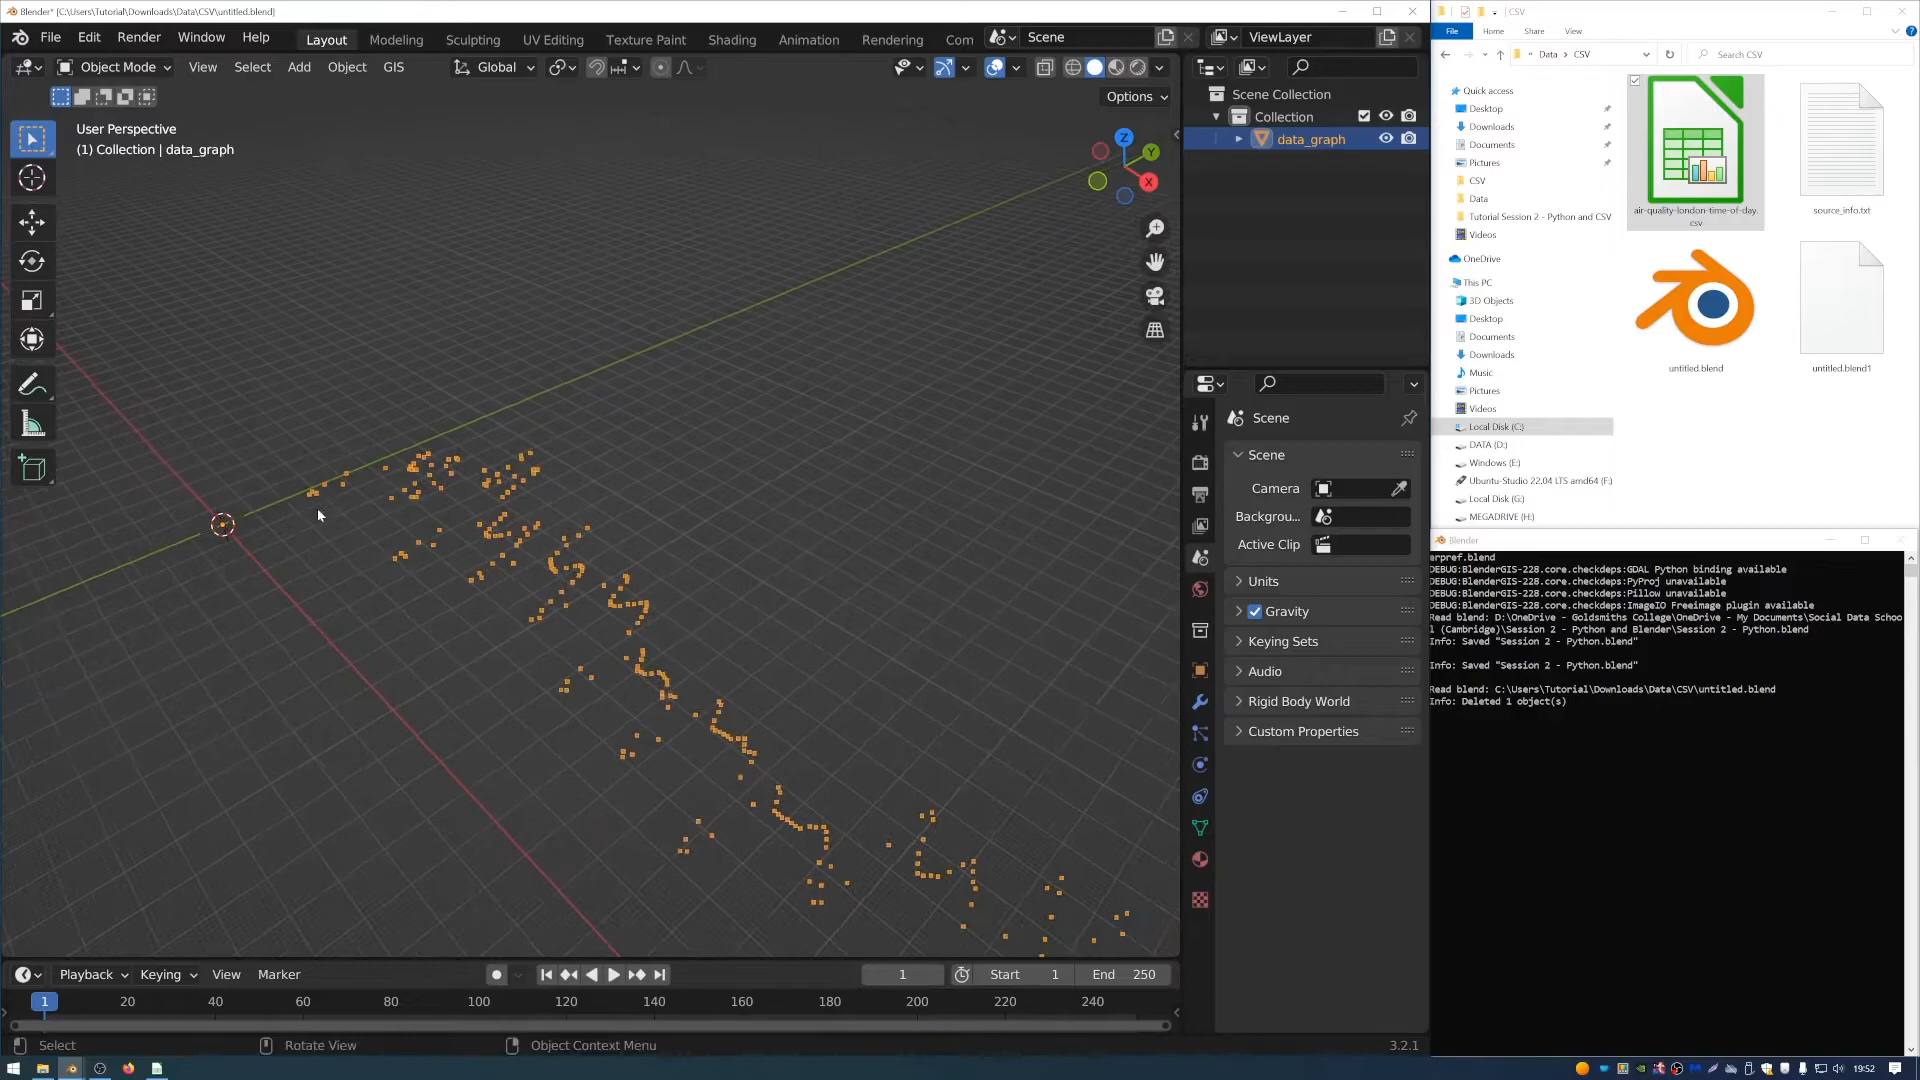 Blender* [C:\Users\Tutorial\Downloads\Data\CSV\untitled.blend]
File Edit Render Window Help Layout Modeling Sculpting UV Editing Texture Paint Shading Animation Rendering Com Scene ViewLayer
Object Mode View Select Add Object GIS Global
Options
User Perspective
(1) Collection | data_graph
Z
Y
X
Scene Collection
Collection
data_graph
Scene
Scene
Camera
Backgrou...
Active Clip
Units
Gravity
Keying Sets
Audio
Rigid Body World
Custom Properties
Playback Keying View Marker 1 Start 1 End 250
1 20 40 60 80 100 120 140 160 180 200 220 240
Select Rotate View Object Context Menu 3.2.1
CSV
File Home Share View
Data CSV Search CSV
Quick access
Desktop
Downloads
Documents
Pictures
CSV
Data
Tutorial Session 2 - Python and CSV
Videos
OneDrive
This PC
3D Objects
Desktop
Documents
Downloads
Music
Pictures
Videos
Local Disk (C:)
DATA (D:)
Windows (E:)
Ubuntu-Studio 22.04 LTS amd64 (F:)
Local Disk (G:)
MEGADRIVE (H:)
air-quality-london-time-of-day.
csv
source_info.txt
untitled.blend
untitled.blend1
Blender
erpref.blend
DEBUG:BlenderGIS-228.core.checkdeps:GDAL Python binding available
DEBUG:BlenderGIS-228.core.checkdeps:PyProj unavailable
DEBUG:BlenderGIS-228.core.checkdeps:Pillow unavailable
DEBUG:BlenderGIS-228.core.checkdeps:ImageIO Freeimage plugin available
Read blend: D:\OneDrive - Goldsmiths College\OneDrive - My Documents\Social Data Schoo
l (Cambridge)\Session 2 - Python and Blender\Session 2 - Python.blend
Info: Saved "Session 2 - Python.blend"
Info: Saved "Session 2 - Python.blend"
Read blend: C:\Users\Tutorial\Downloads\Data\CSV\untitled.blend
Info: Deleted 1 object(s)
19:52